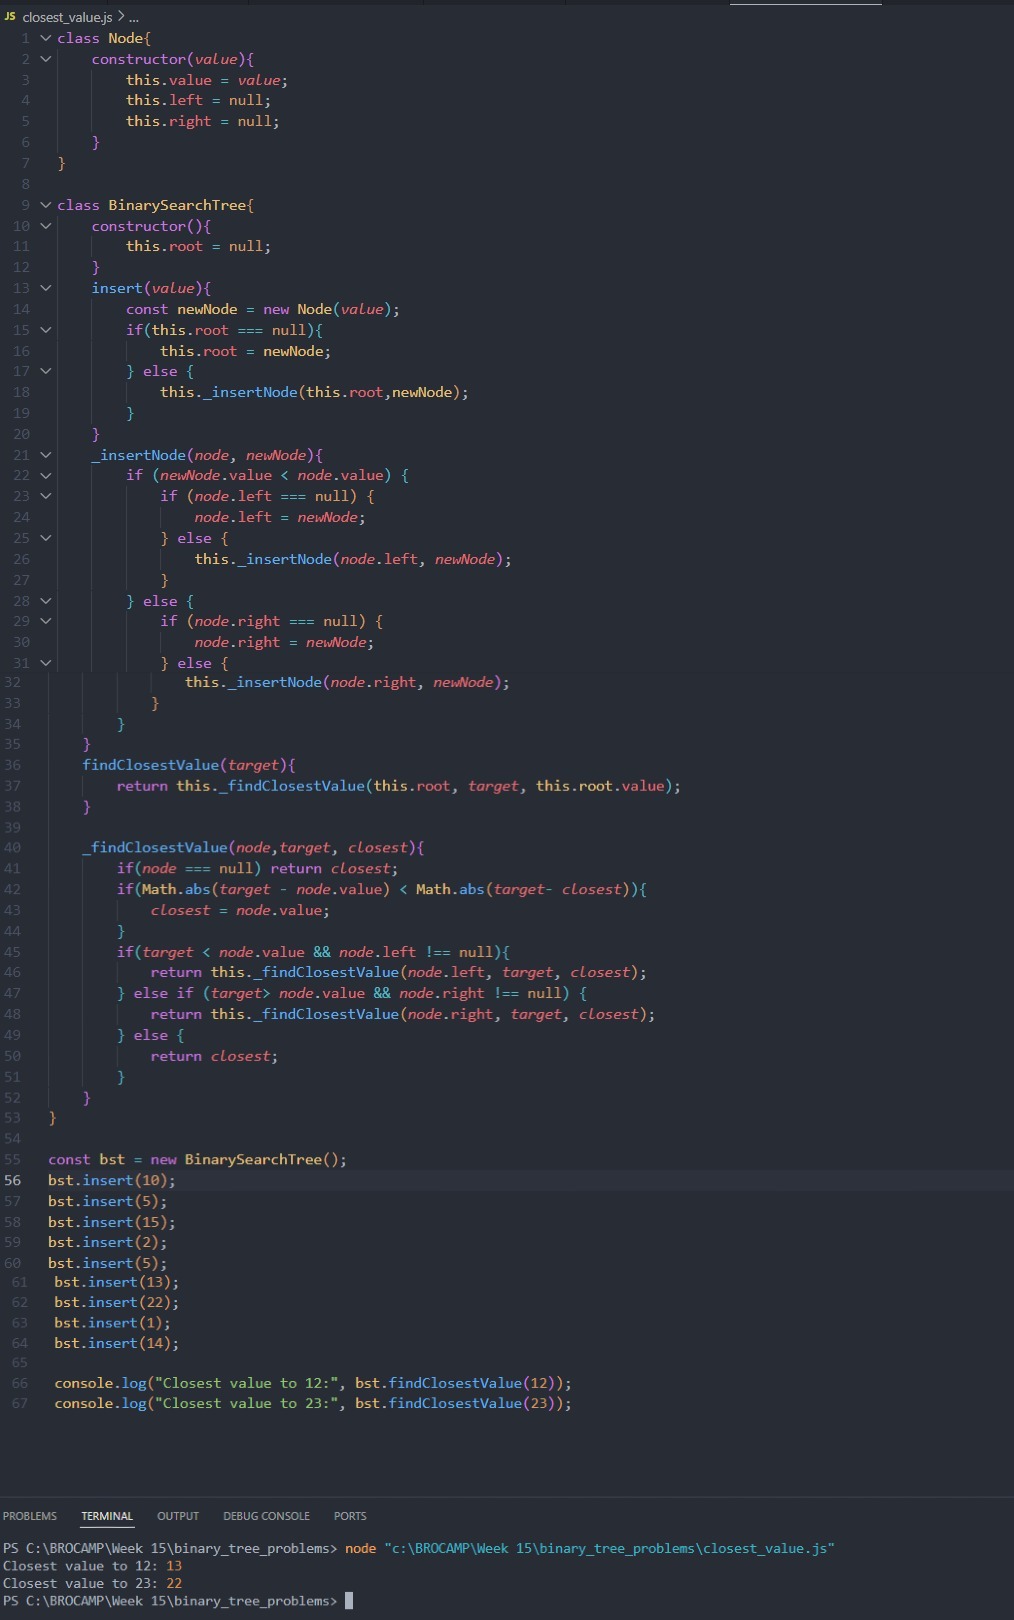 JS closest_value.js > ...
1 class Node{
2     constructor(value){
3         this.value = value;
4         this.left = null;
5         this.right = null;
6     }
7 }
8
9 class BinarySearchTree{
10     constructor(){
11         this.root = null;
12     }
13     insert(value){
14         const newNode = new Node(value);
15         if(this.root === null){
16             this.root = newNode;
17         } else {
18             this._insertNode(this.root,newNode);
19         }
20     }
21     _insertNode(node, newNode){
22         if (newNode.value < node.value) {
23             if (node.left === null) {
24                 node.left = newNode;
25             } else {
26                 this._insertNode(node.left, newNode);
27             }
28         } else {
29             if (node.right === null) {
30                 node.right = newNode;
31             } else {
32                 this._insertNode(node.right, newNode);
33             }
34         }
35     }
36     findClosestValue(target){
37         return this._findClosestValue(this.root, target, this.root.value);
38     }
39
40     _findClosestValue(node,target, closest){
41         if(node === null) return closest;
42         if(Math.abs(target - node.value) < Math.abs(target- closest)){
43             closest = node.value;
44         }
45         if(target < node.value && node.left !== null){
46             return this._findClosestValue(node.left, target, closest);
47         } else if (target> node.value && node.right !== null) {
48             return this._findClosestValue(node.right, target, closest);
49         } else {
50             return closest;
51         }
52     }
53 }
54
55 const bst = new BinarySearchTree();
56 bst.insert(10);
57 bst.insert(5);
58 bst.insert(15);
59 bst.insert(2);
60 bst.insert(5);
61 bst.insert(13);
62 bst.insert(22);
63 bst.insert(1);
64 bst.insert(14);
65
66 console.log("Closest value to 12:", bst.findClosestValue(12));
67 console.log("Closest value to 23:", bst.findClosestValue(23));
PROBLEMS TERMINAL OUTPUT DEBUG CONSOLE PORTS
PS C:\BROCAMP\Week 15\binary_tree_problems> node "c:\BROCAMP\Week 15\binary_tree_problems\closest_value.js"
Closest value to 12: 13
Closest value to 23: 22
PS C:\BROCAMP\Week 15\binary_tree_problems>